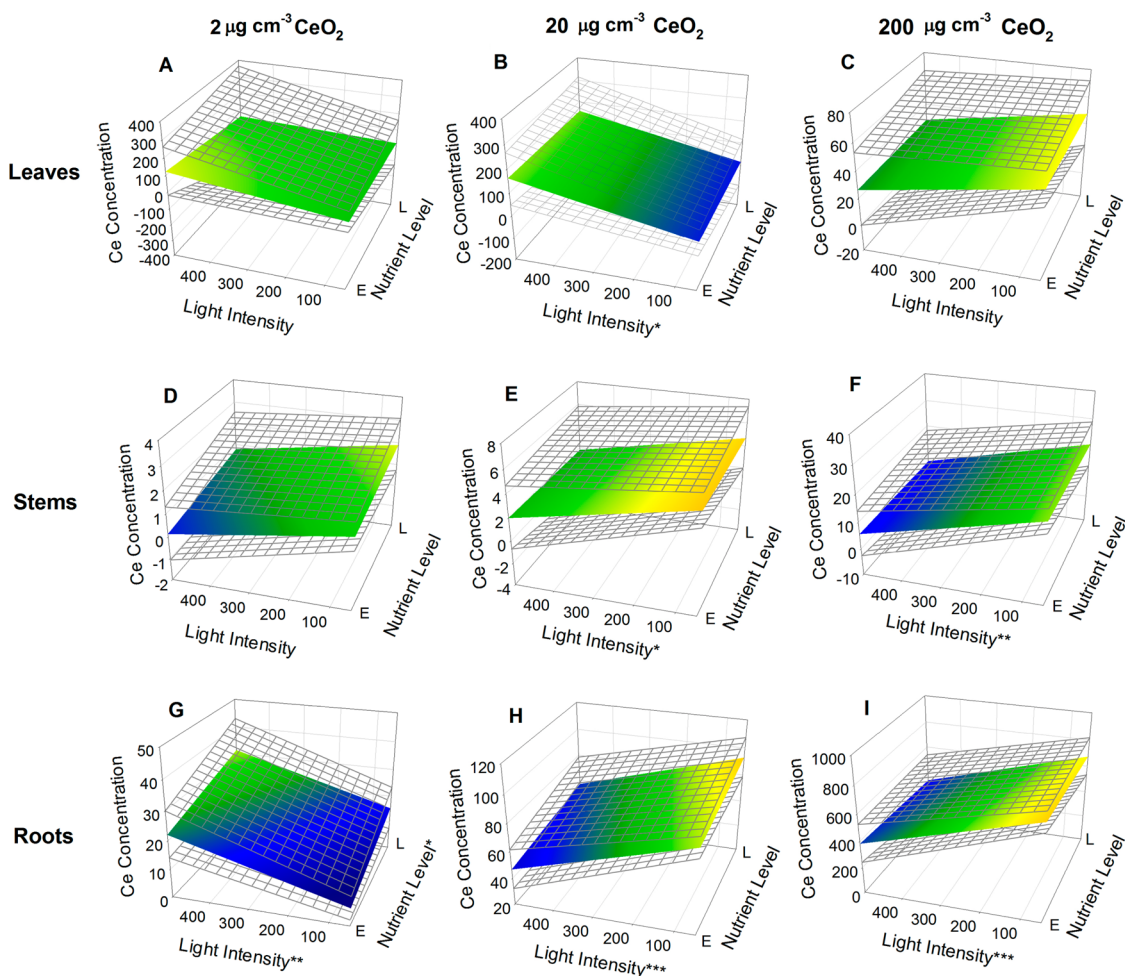 2 μg cm-3 CeO2
20 μg cm-3 CeO2
200 μg cm-3 CeO2
Leaves
A
Ce Concentration
400
300
200
100
0
-100
-200
-300
-400
400
300
200
100
Light Intensity
E
L
Nutrient Level
B
Ce Concentration
400
300
200
100
0
-100
-200
400
300
200
100
Light Intensity*
E
L
Nutrient Level
C
Ce Concentration
80
60
40
20
0
-20
400
300
200
100
Light Intensity
E
L
Nutrient Level
Stems
D
Ce Concentration
4
3
2
1
0
-1
-2
400
300
200
100
Light Intensity
E
L
Nutrient Level
E
Ce Concentration
8
6
4
2
0
-2
-4
400
300
200
100
Light Intensity*
E
L
Nutrient Level
F
Ce Concentration
40
30
20
10
0
-10
400
300
200
100
Light Intensity**
E
L
Nutrient Level
Roots
G
Ce Concentration
50
40
30
20
10
0
400
300
200
100
Light Intensity**
E
L
Nutrient Level*
H
Ce Concentration
120
100
80
60
40
20
400
300
200
100
Light Intensity***
E
L
Nutrient Level
I
Ce Concentration
1000
800
600
400
200
0
400
300
200
100
Light Intensity***
E
L
Nutrient Level